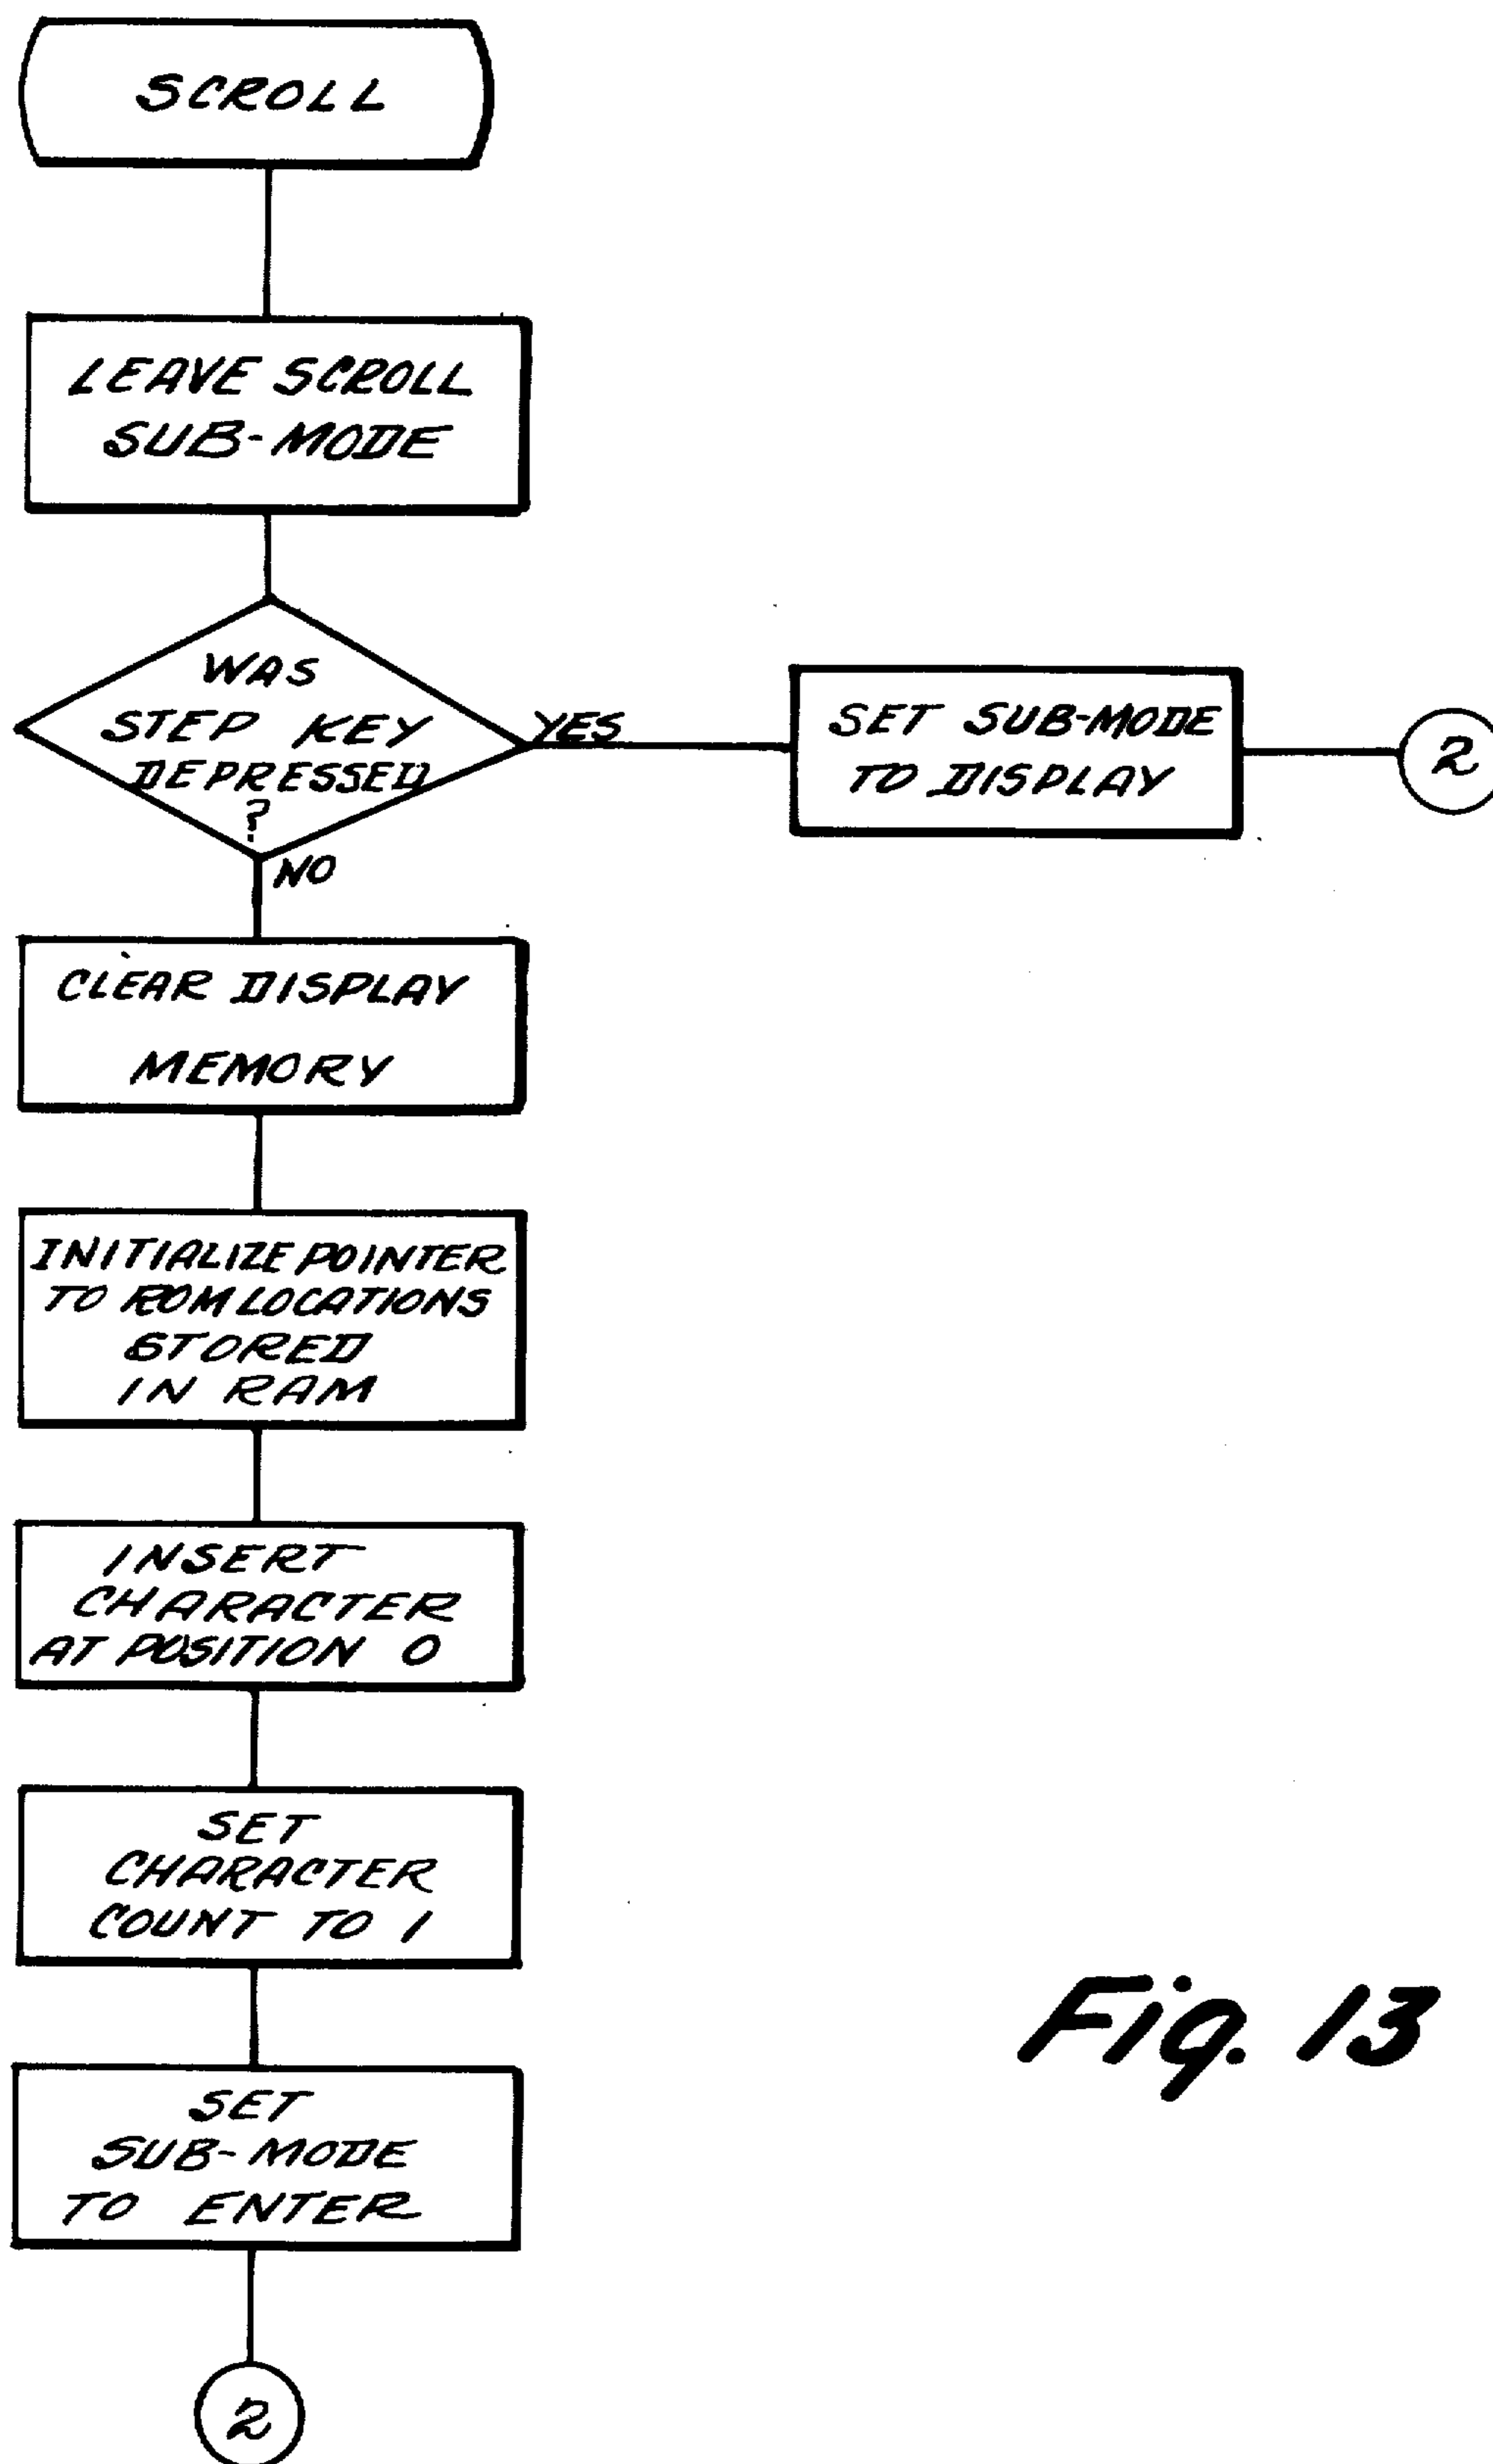 SCROLL
LEAVE SCROLL
SUB-MODE
WAS
STEP KEY
DEPRESSED
?
YES
SET SUB-MODE
TO DISPLAY
2
NO
CLEAR DISPLAY
MEMORY
INITIALIZE POINTER
TO ROM LOCATIONS
STORED
IN RAM
INSERT
CHARACTER
AT POSITION 0
SET
CHARACTER
COUNT TO 1
SET
SUB-MODE
TO ENTER
2
Fig. 13